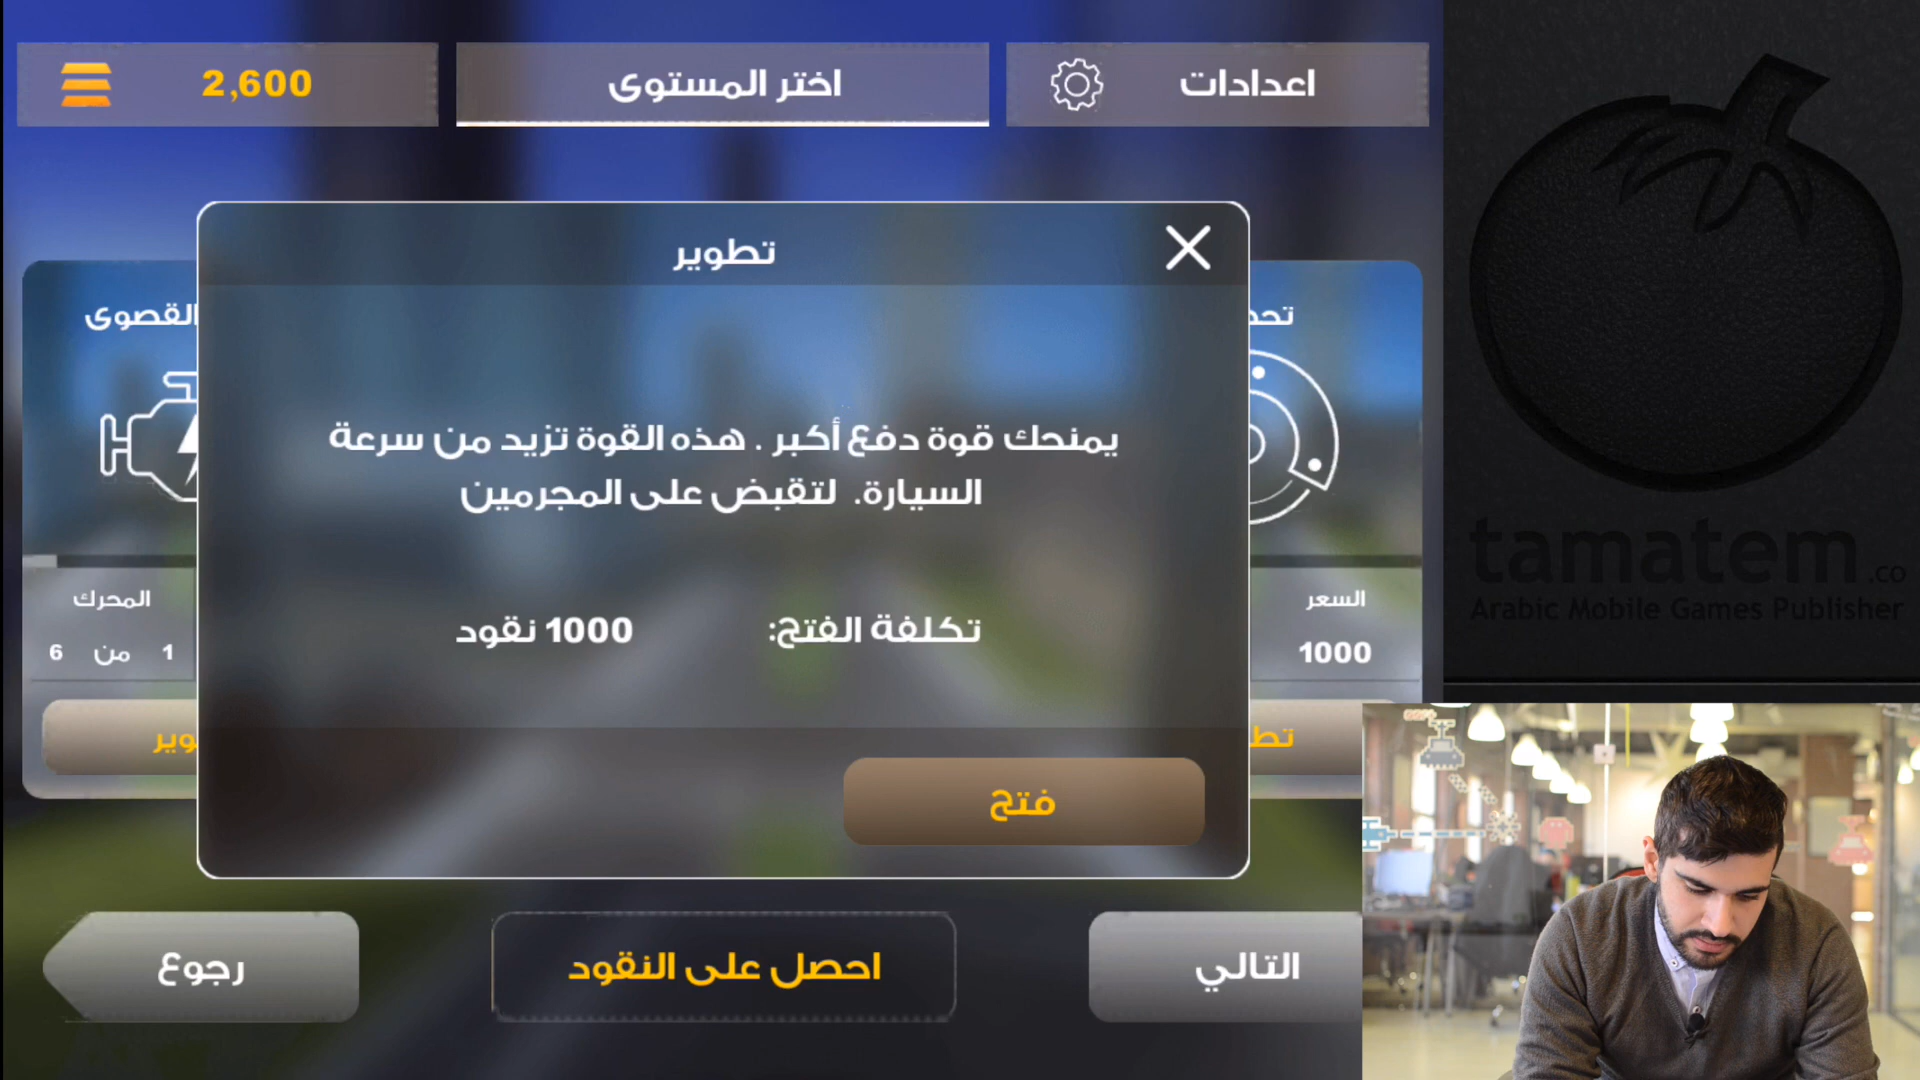 اعدادات
اختر المستوى
2,600
تطوير
القصوى
يمنحك قوة دفع أكبر . هذه القوة تزيد من سرعة
السيارة. لتقبض على المجرمين
تكلفة الفتح: 1000 نقود
فتح
السعر
1000
المحرك
1 من 6
التالي
احصل على النقود
رجوع
tamatem.co
Arabic Mobile Games Publisher